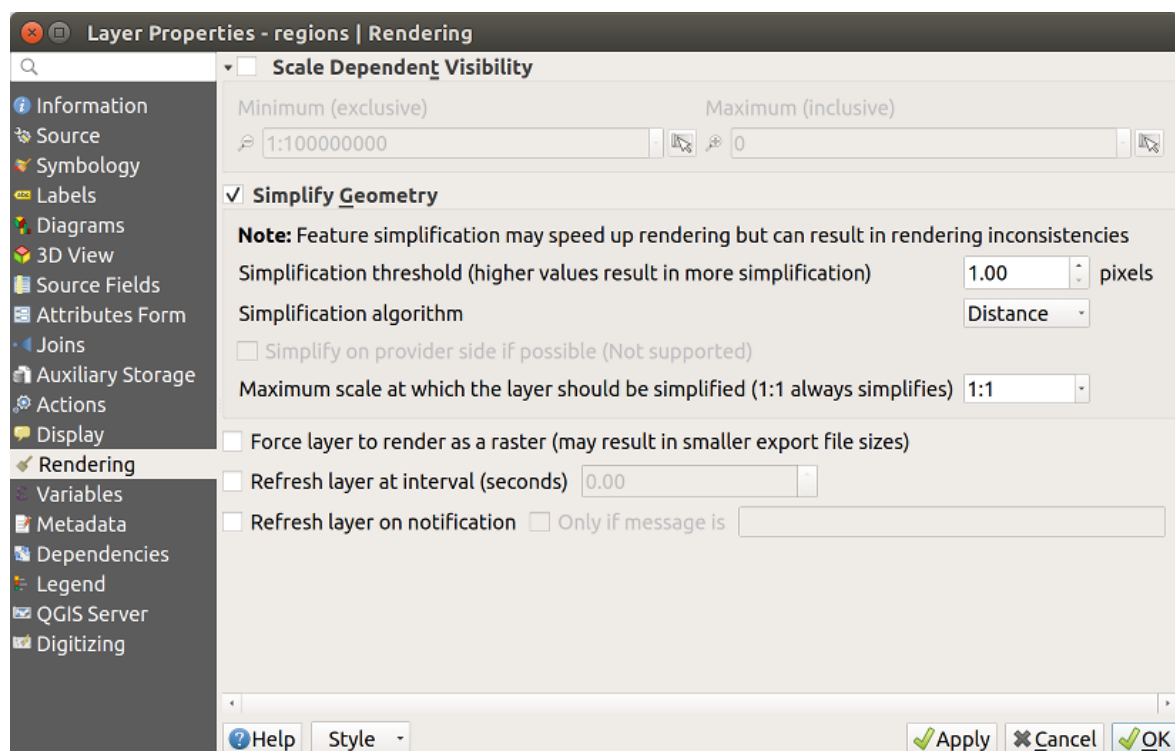 Layer Properties - regions | Rendering
Information
Source
Symbology
Labels
Diagrams
3D View
Source Fields
Attributes Form
Joins
Auxiliary Storage
Actions
Display
Rendering
Variables
Metadata
Dependencies
Legend
QGIS Server
Digitizing
Scale Dependent Visibility
Minimum (exclusive) Maximum (inclusive)
1:100000000 0
Simplify Geometry
Note: Feature simplification may speed up rendering but can result in rendering inconsistencies
Simplification threshold (higher values result in more simplification) 1.00 pixels
Simplification algorithm Distance
Simplify on provider side if possible (Not supported)
Maximum scale at which the layer should be simplified (1:1 always simplifies) 1:1
Force layer to render as a raster (may result in smaller export file sizes)
Refresh layer at interval (seconds) 0.00
Refresh layer on notification Only if message is
Help Style Apply Cancel OK